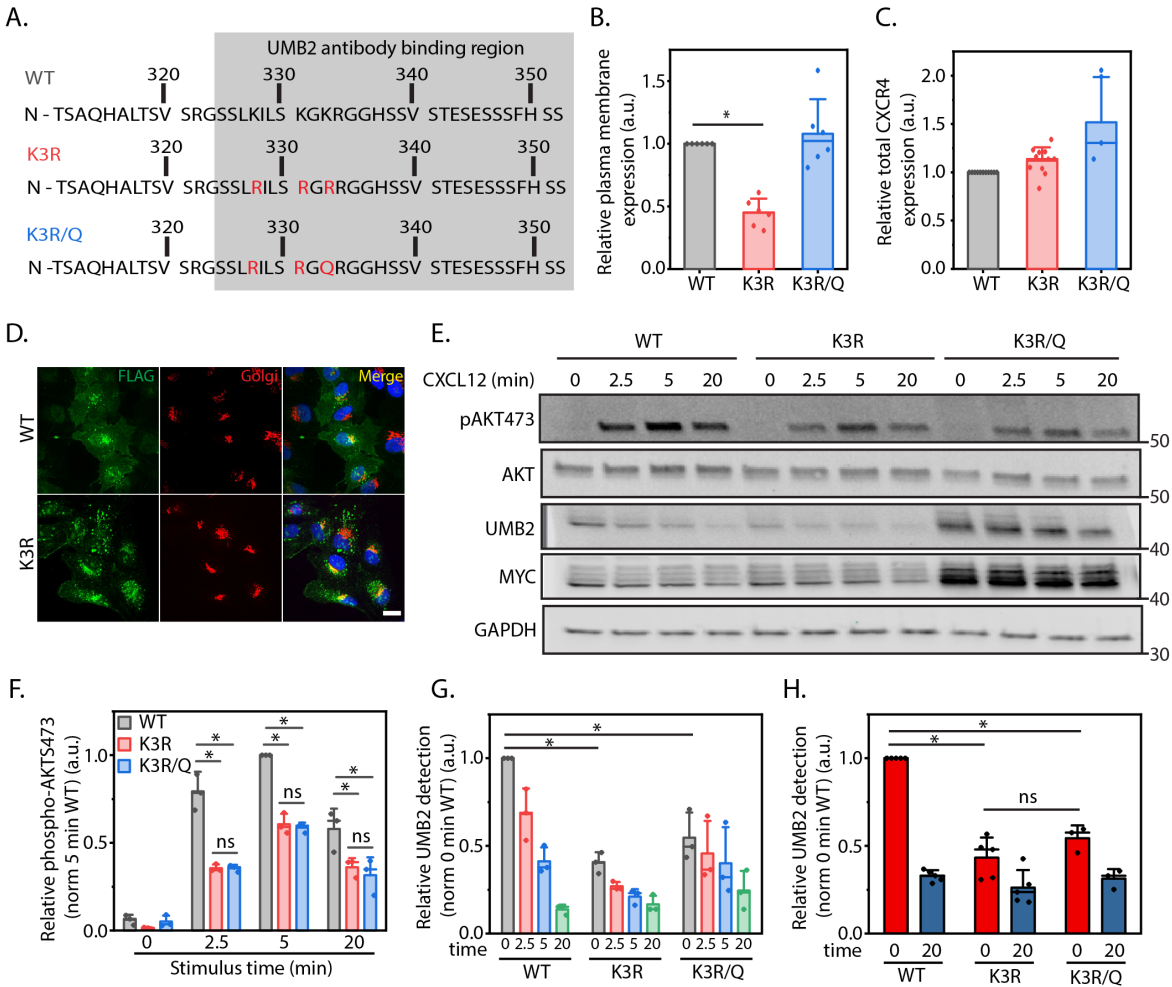 A.
UMB2 antibody binding region
WT
320 330 340 350
N - TSAQHALTSV SRGSSLKILS KGKRGGHSSV STESESSSFH SS
K3R
320 330 340 350
N - TSAQHALTSV SRGSSLRILS RGRRGGHSSV STESESSSFH SS
K3R/Q
320 330 340 350
N -TSAQHALTSV SRGSSLRILS RGQRGGHSSV STESESSSFH SS
B.
Relative plasma membrane
expression (a.u.)
1.5
1.0
0.5
0.0
*
WT K3R K3R/Q
C.
Relative total CXCR4
expression (a.u.)
2.0
1.5
1.0
0.5
0.0
WT K3R K3R/Q
D.
FLAG Golgi Merge
WT
K3R
E.
WT K3R K3R/Q
CXCL12 (min) 0 2.5 5 20 0 2.5 5 20 0 2.5 5 20
pAKT473
50
AKT
50
UMB2
40
MYC
40
GAPDH
30
F.
Relative phospho-AKTS473
(norm 5 min WT) (a.u.)
1.0
0.5
0.0
WT
K3R
K3R/Q
* * ns
* * ns
* * ns
0 2.5 5 20
Stimulus time (min)
G.
Relative UMB2 detection
(norm 0 min WT) (a.u.)
1.0
0.5
0.0
*
*
time 0 2.5 5 20 0 2.5 5 20 0 2.5 5 20
WT K3R K3R/Q
H.
Relative UMB2 detection
(norm 0 min WT) (a.u.)
1.0
0.5
0.0
*
*
ns
time 0 20 0 20 0 20
WT K3R K3R/Q